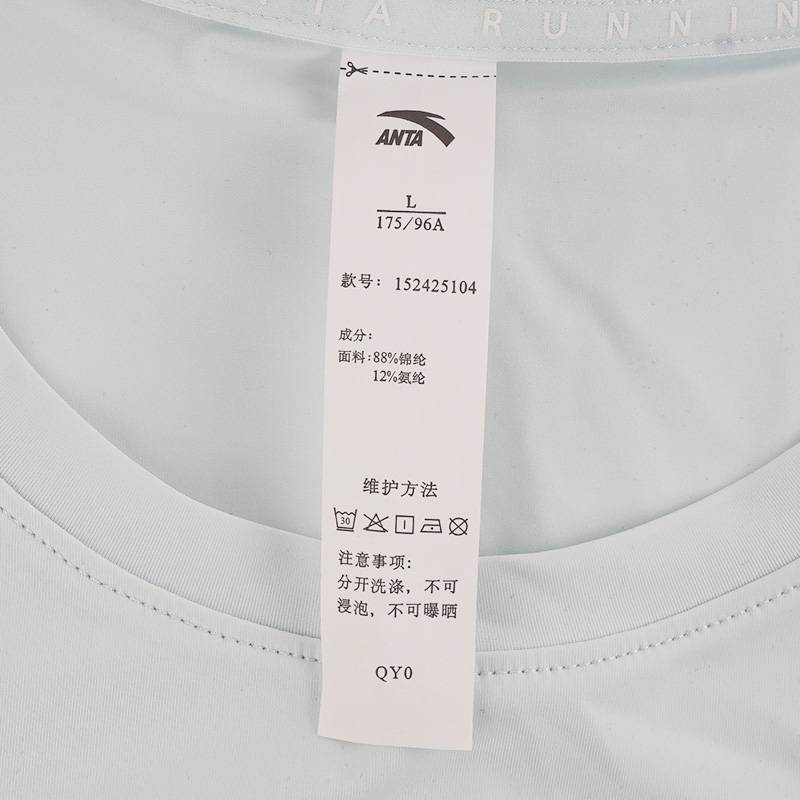 TA RUNNIN
ANTA
L
175/96A
款号: 152425104
成分:
面料:88%锦纶
12%氨纶
维护方法
30
注意事项:
分开洗涤, 不可
浸泡, 不可曝晒
QY0